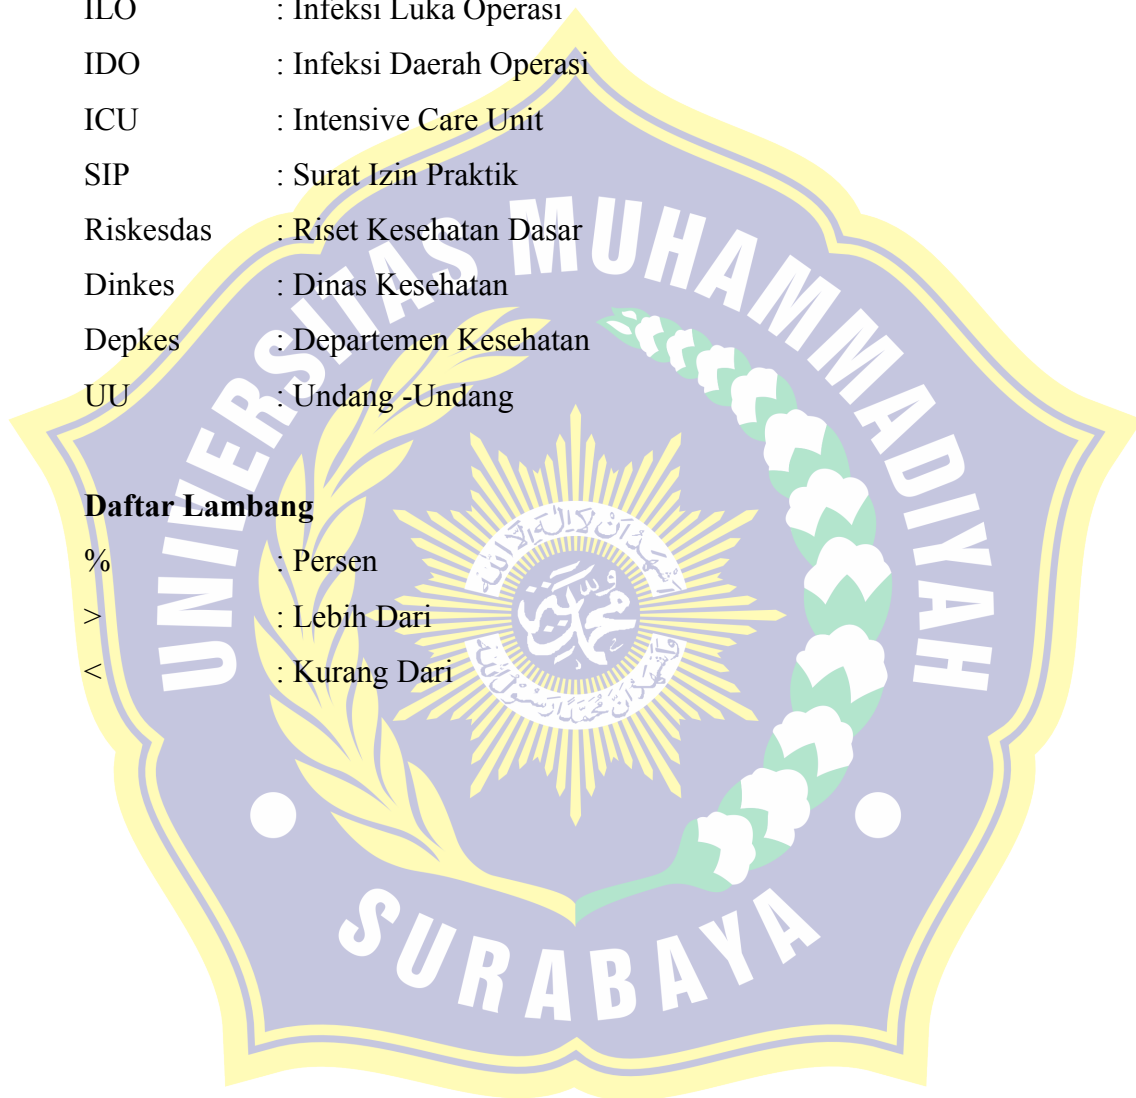 ILO : Infeksi Luka Operasi
IDO : Infeksi Daerah Operasi
ICU : Intensive Care Unit
SIP : Surat Izin Praktik
Riskesdas : Riset Kesehatan Dasar
Dinkes : Dinas Kesehatan
Depkes : Departemen Kesehatan
UU : Undang -Undang
Daftar Lambang
% : Persen
> : Lebih Dari
< : Kurang Dari
UNIVERSITAS MUHAMMADIYAH
SURABAYA